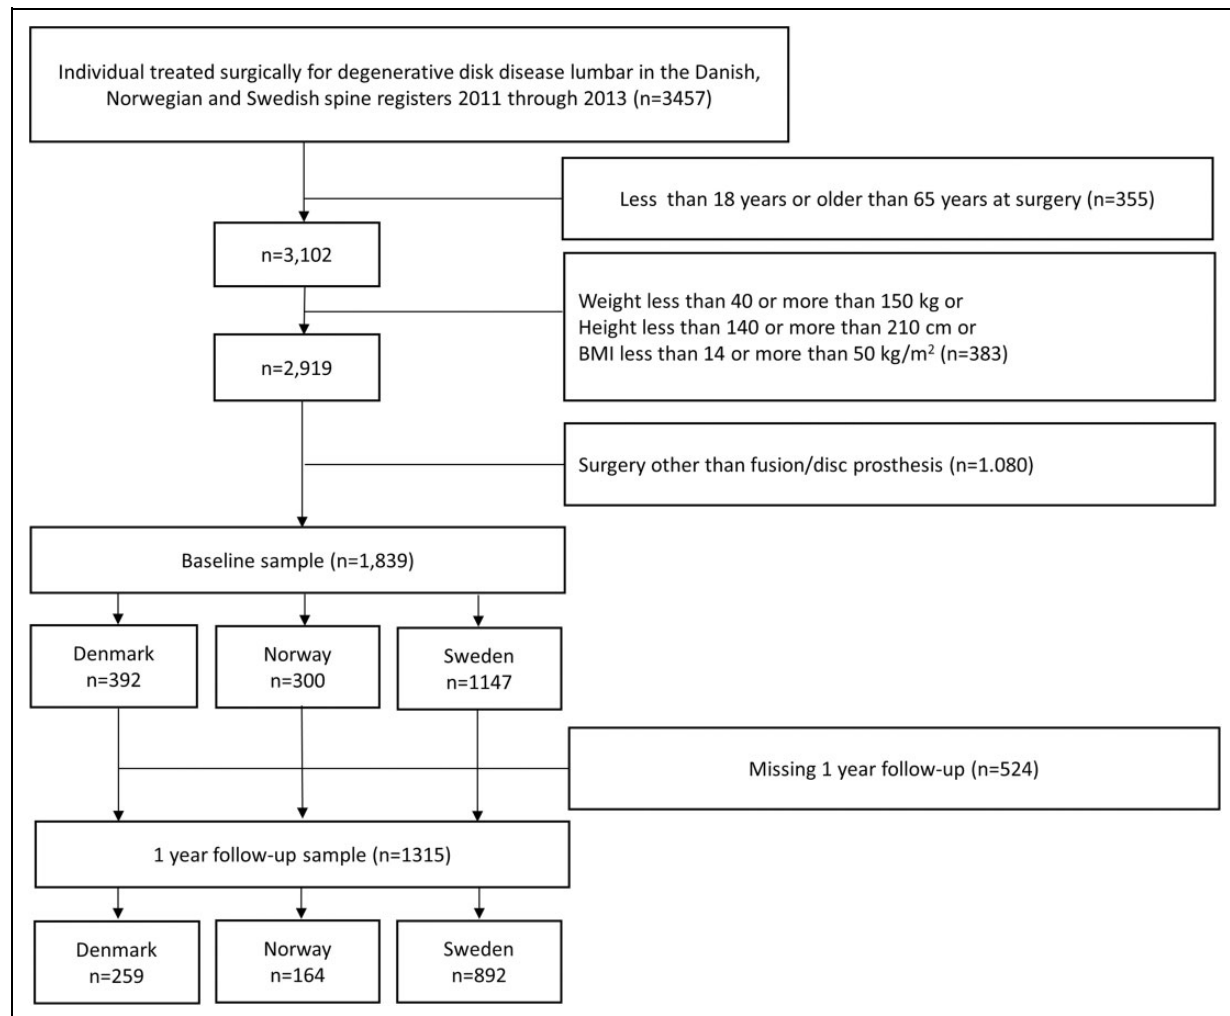 Individual treated surgically for degenerative disk disease lumbar in the Danish,
Norwegian and Swedish spine registers 2011 through 2013 (n=3457)
Less than 18 years or older than 65 years at surgery (n=355)
n=3,102
Weight less than 40 or more than 150 kg or
Height less than 140 or more than 210 cm or
BMI less than 14 or more than 50 kg/m² (n=383)
n=2,919
Surgery other than fusion/disc prosthesis (n=1.080)
Baseline sample (n=1,839)
Denmark
n=392
Norway
n=300
Sweden
n=1147
Missing 1 year follow-up (n=524)
1 year follow-up sample (n=1315)
Denmark
n=259
Norway
n=164
Sweden
n=892